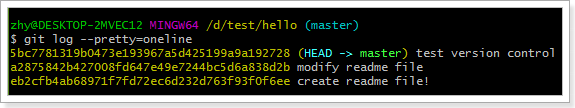 zhy@DESKTOP-2MVEC12 MINGW64 /d/test/hello (master)
$ git log --pretty=oneline
5bc7781319b0473e193967a5d425199a9a192728 (HEAD -> master) test version control
a2875842b427008fd647e49e7244bc5d6a838d2b modify readme file
eb2cfb4ab68971f7fd72ec6d232d763f93f0f6ee create readme file!